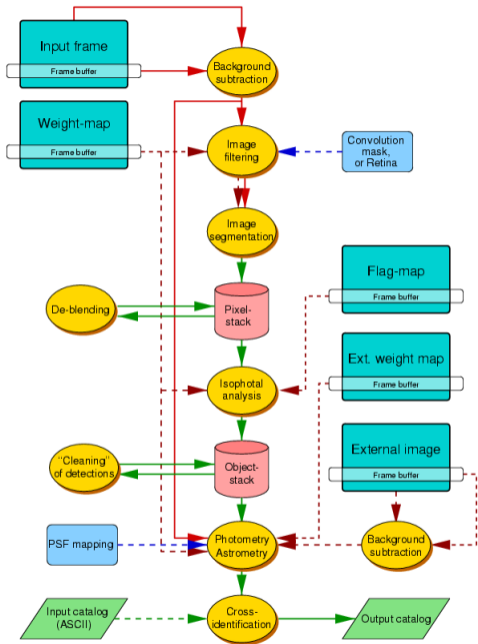 Input frame
Frame buffer
Background
subtraction
Weight-map
Frame buffer
Image
filtering
Convolution
mask,
or Retina
Image
segmentation
Flag-map
Frame buffer
De-blending
Pixel-
stack
Ext. weight map
Frame buffer
Isophotal
analysis
External image
Frame buffer
"Cleaning"
of detections
Object-
stack
PSF mapping
Photometry
Astrometry
Background
subtraction
Input catalog
(ASCII)
Cross-
identification
Output catalog